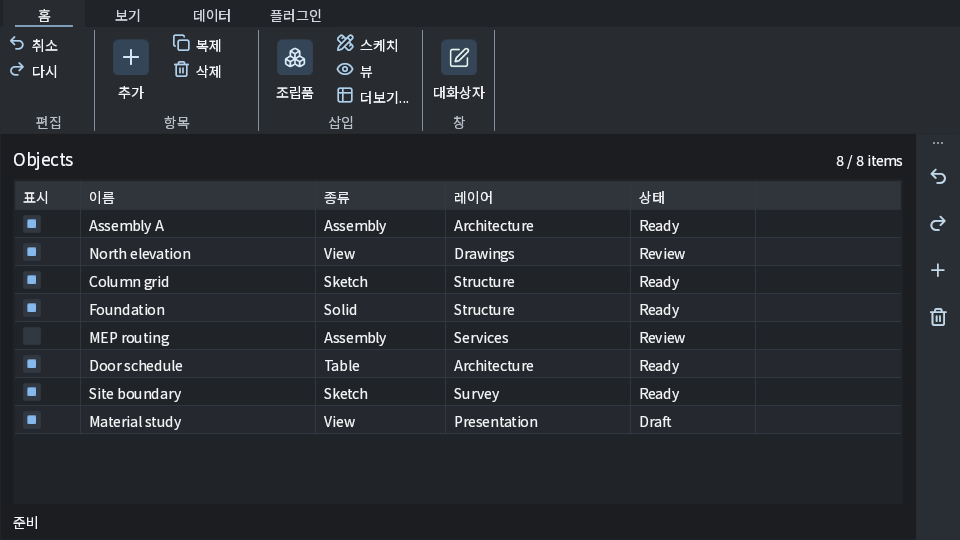 홈 보기 데이터 플러그인
취소
다시
편집
추가
복제
삭제
항목
조립품
스케치
뷰
더보기...
삽입
대화상자
창
Objects 8 / 8 items
표시 이름 종류 레이어 상태
Assembly A Assembly Architecture Ready
North elevation View Drawings Review
Column grid Sketch Structure Ready
Foundation Solid Structure Ready
MEP routing Assembly Services Review
Door schedule Table Architecture Ready
Site boundary Sketch Survey Ready
Material study View Presentation Draft
준비